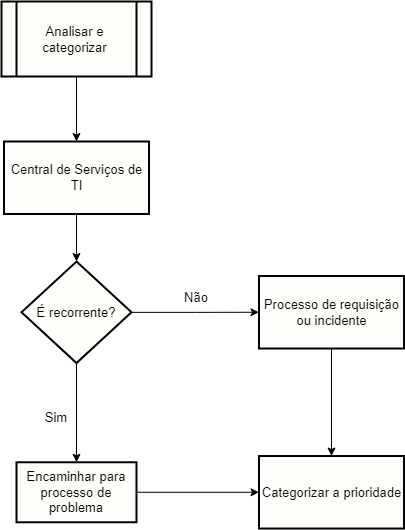 Analisar e
categorizar
Central de Serviços de
TI
É recorrente?
Não
Processo de requisição
ou incidente
Sim
Encaminhar para
processo de
problema
Categorizar a prioridade